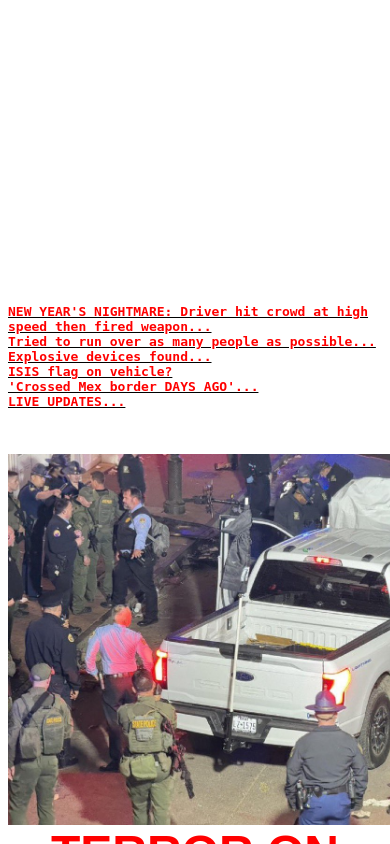 NEW YEAR'S NIGHTMARE: Driver hit crowd at high
speed then fired weapon...
Tried to run over as many people as possible...
Explosive devices found...
ISIS flag on vehicle?
'Crossed Mex border DAYS AGO'...
LIVE UPDATES...
TERROR ON